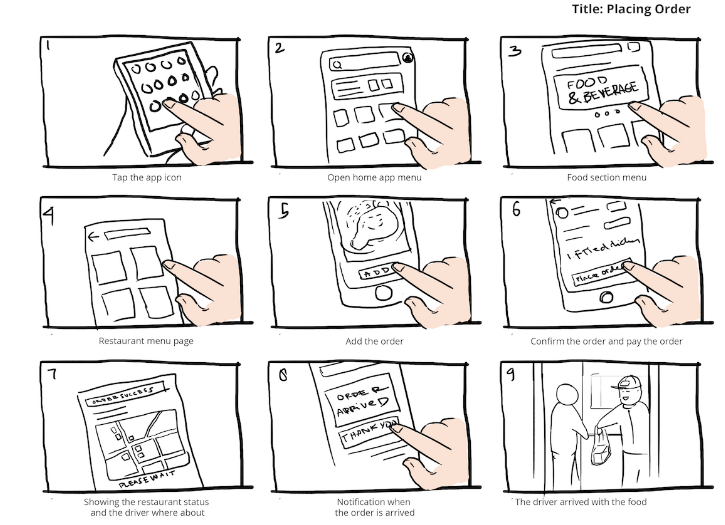 Title: Placing Order
1
Tap the app icon
2
Open home app menu
3
FOOD
& BEVERAGE
Food section menu
4
Restaurant menu page
5
ADD
Add the order
6
1 Fried chicken
Place order
Confirm the order and pay the order
7
ORDER SUCCESS
PLEASE WAIT
Showing the restaurant status
and the driver where about
8
ORDER
ARRIVED
THANK YOU
Notification when
the order is arrived
9
The driver arrived with the food